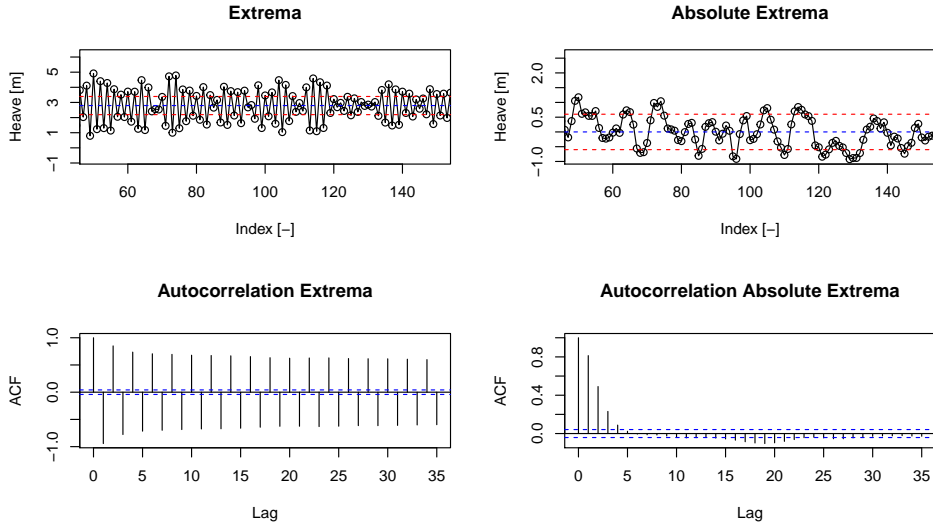 Extrema
Heave [m]
5
3
1
−1
60 80 100 120 140
Index [−]
Absolute Extrema
Heave [m]
2.0
0.5
−1.0
60 80 100 120 140
Index [−]
Autocorrelation Extrema
ACF
1.0
0.0
−1.0
0 5 10 15 20 25 30 35
Lag
Autocorrelation Absolute Extrema
ACF
0.8
0.4
0.0
0 5 10 15 20 25 30 35
Lag